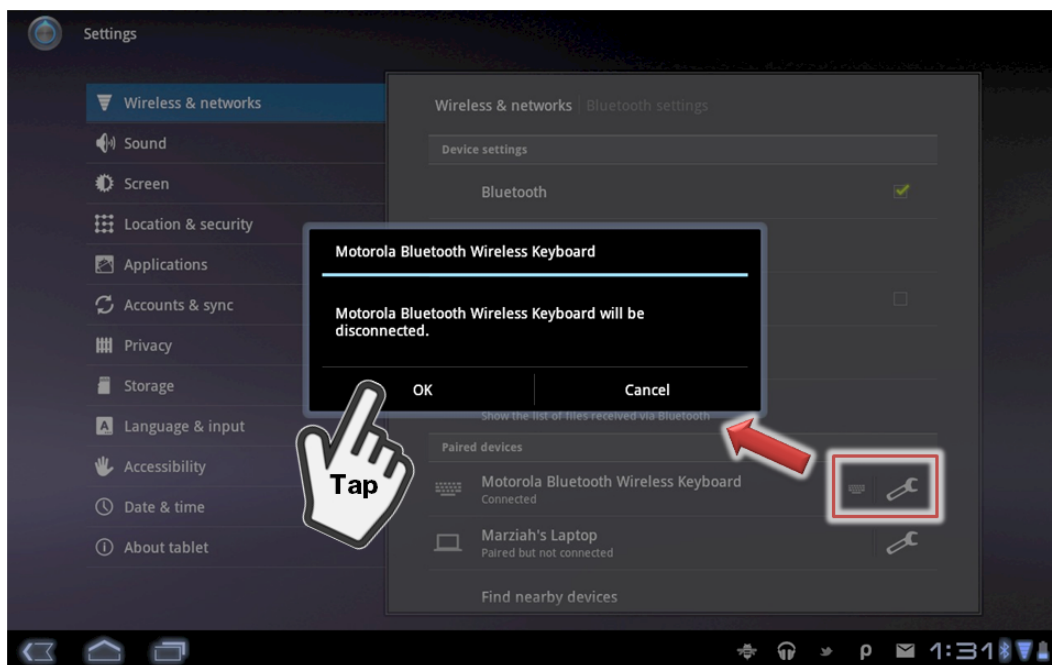 Settings
Wireless & networks
Sound
Screen
Location & security
Applications
Accounts & sync
Privacy
Storage
Language & input
Accessibility
Date & time
About tablet
Wireless & networks Bluetooth settings
Device settings
Bluetooth
Motorola Bluetooth Wireless Keyboard
Motorola Bluetooth Wireless Keyboard will be
disconnected.
OK Cancel
Tap
Show the list of files received via Bluetooth
Paired devices
Motorola Bluetooth Wireless Keyboard
Connected
Marziah's Laptop
Paired but not connected
Find nearby devices
1:31